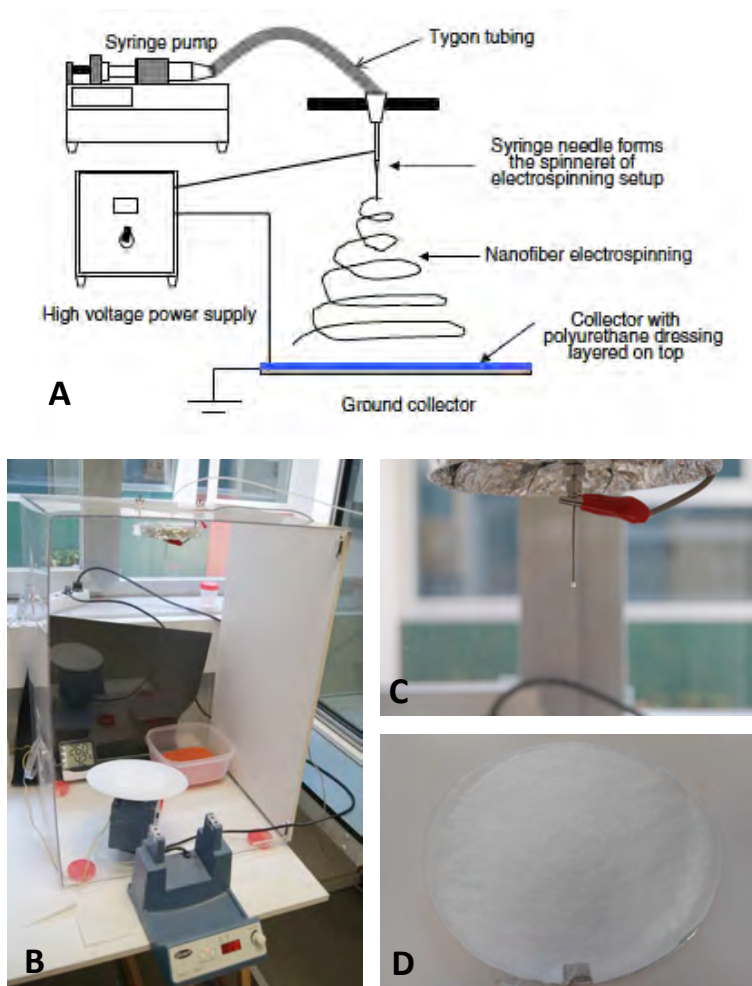 Syringe pump
Tygon tubing
Syringe needle forms
the spinneret of
electrospinning setup
Nanofiber electrospinning
High voltage power supply
Collector with
polyurethane dressing
layered on top
Ground collector
A
B
C
D